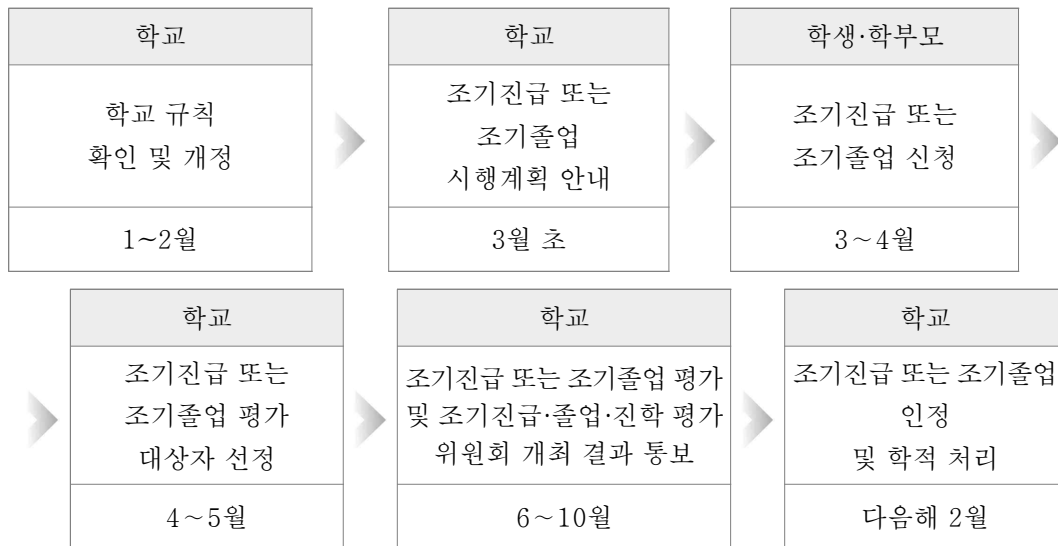 학교
학교 규칙
확인 및 개정
1~2월
학교
조기진급 또는
조기졸업
시행계획 안내
3월 초
학생·학부모
조기진급 또는
조기졸업 신청
3～4월
학교
조기진급 또는
조기졸업 평가
대상자 선정
4～5월
학교
조기진급 또는 조기졸업 평가
및 조기진급·졸업·진학 평가
위원회 개최 결과 통보
6～10월
학교
조기진급 또는 조기졸업
인정
및 학적 처리
다음해 2월